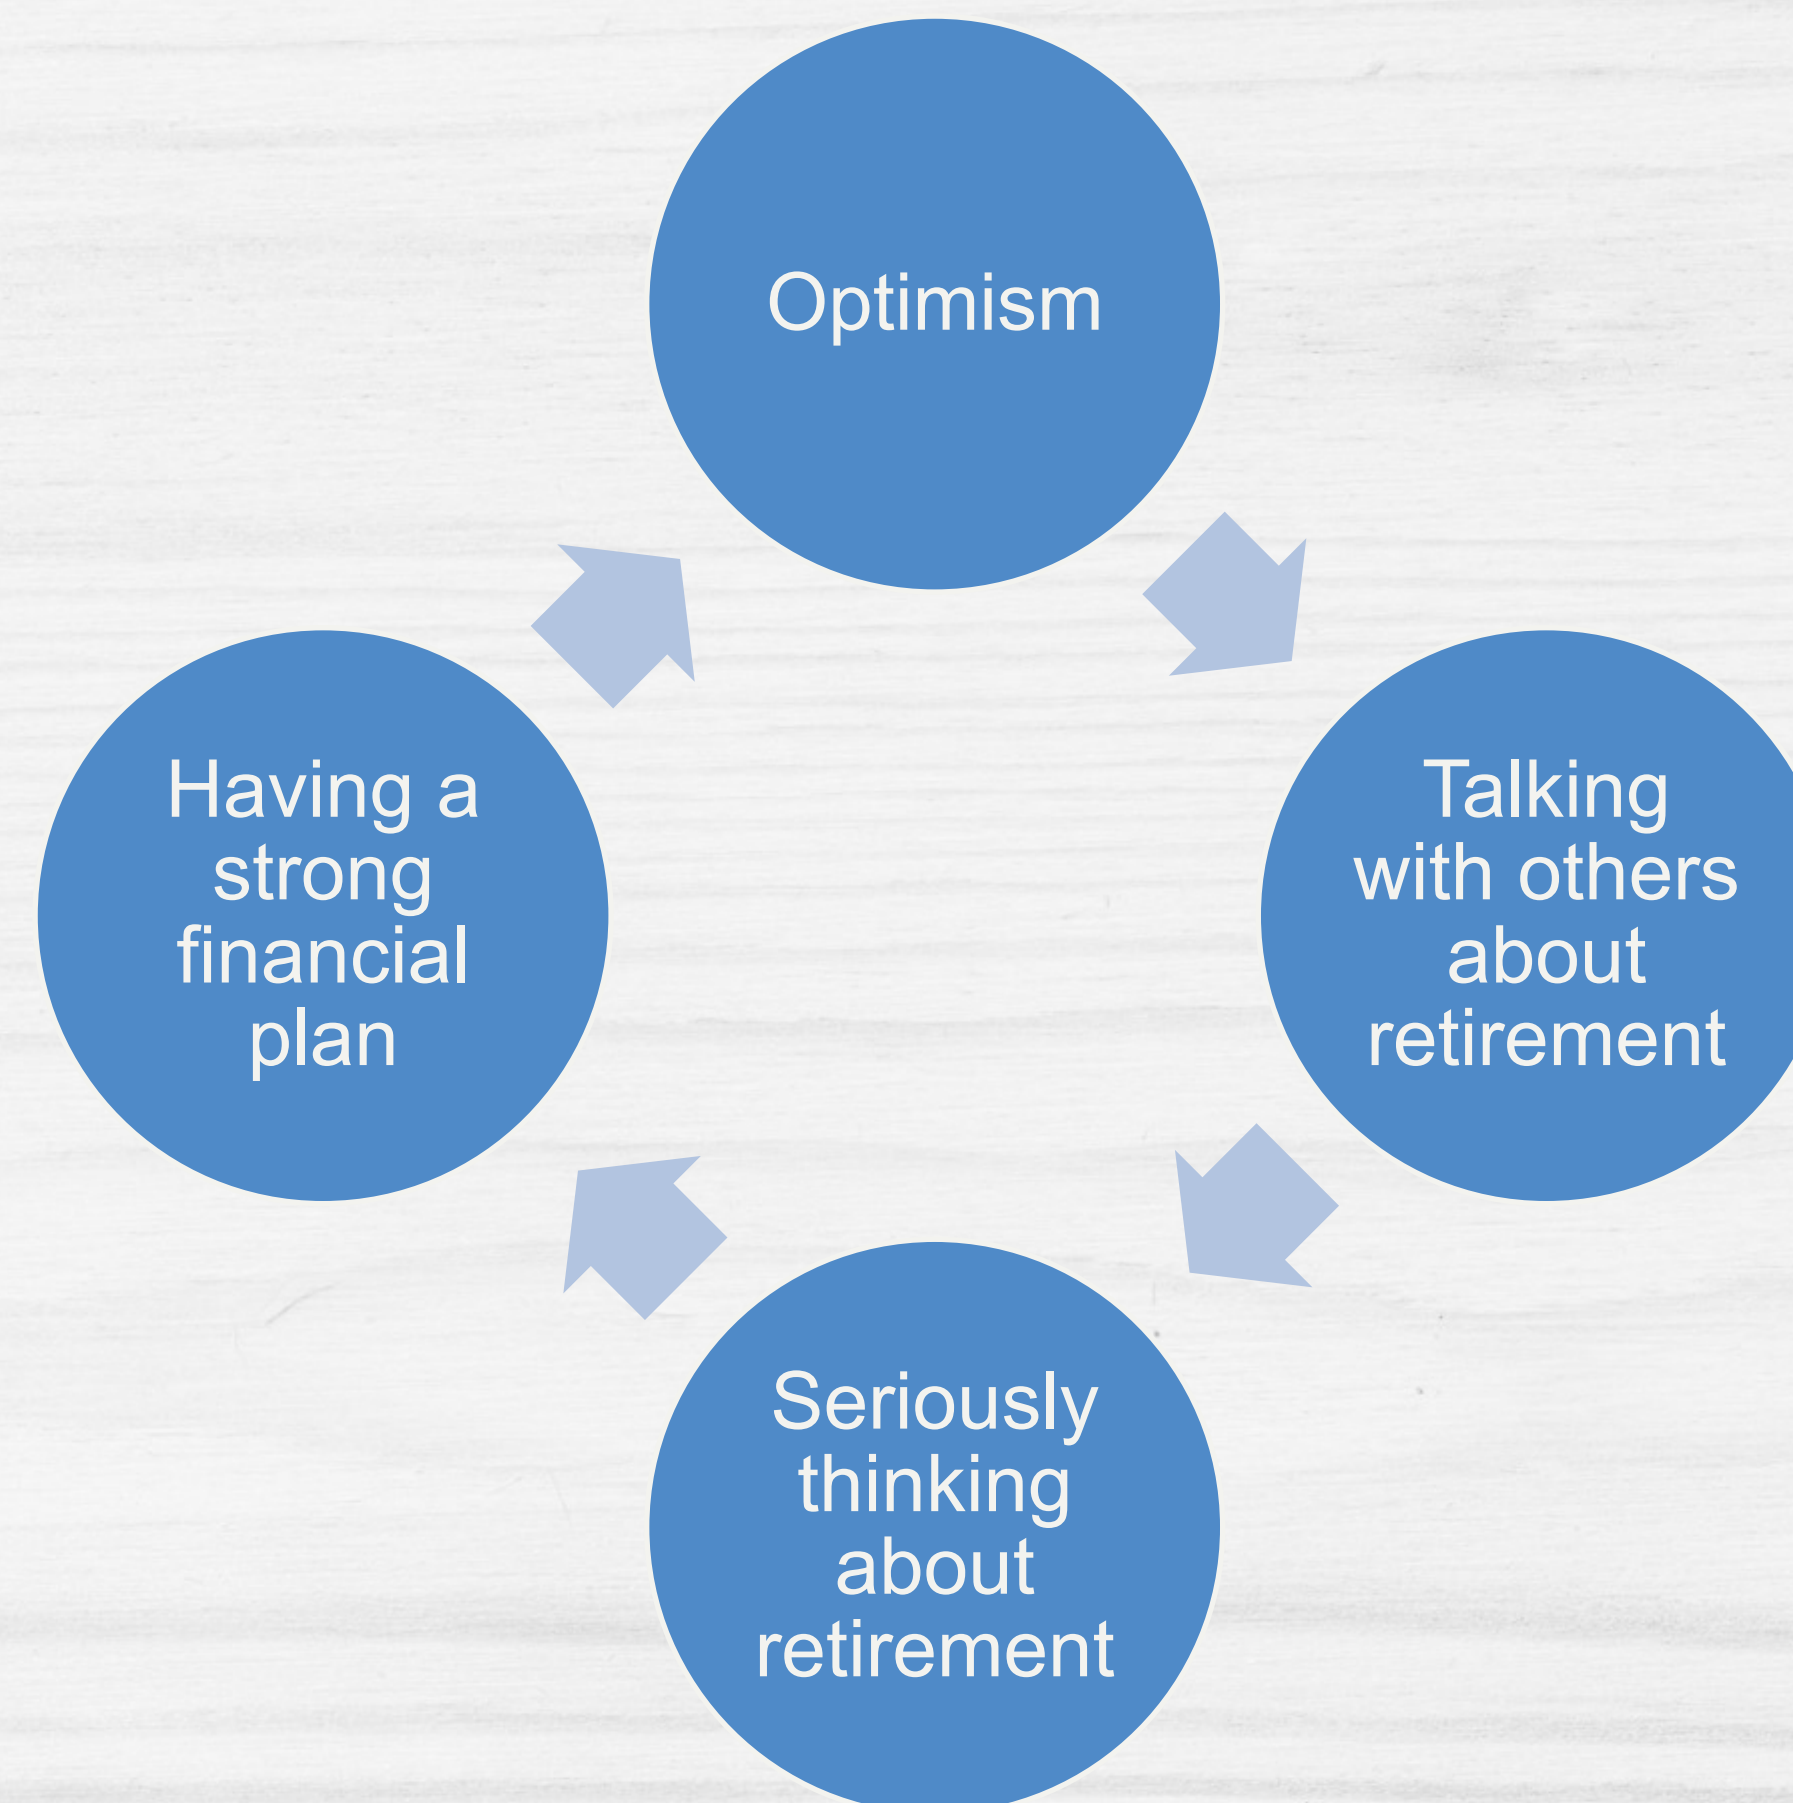 Optimism
Talking
with others
about
retirement
Seriously
thinking
about
retirement
Having a
strong
financial
plan